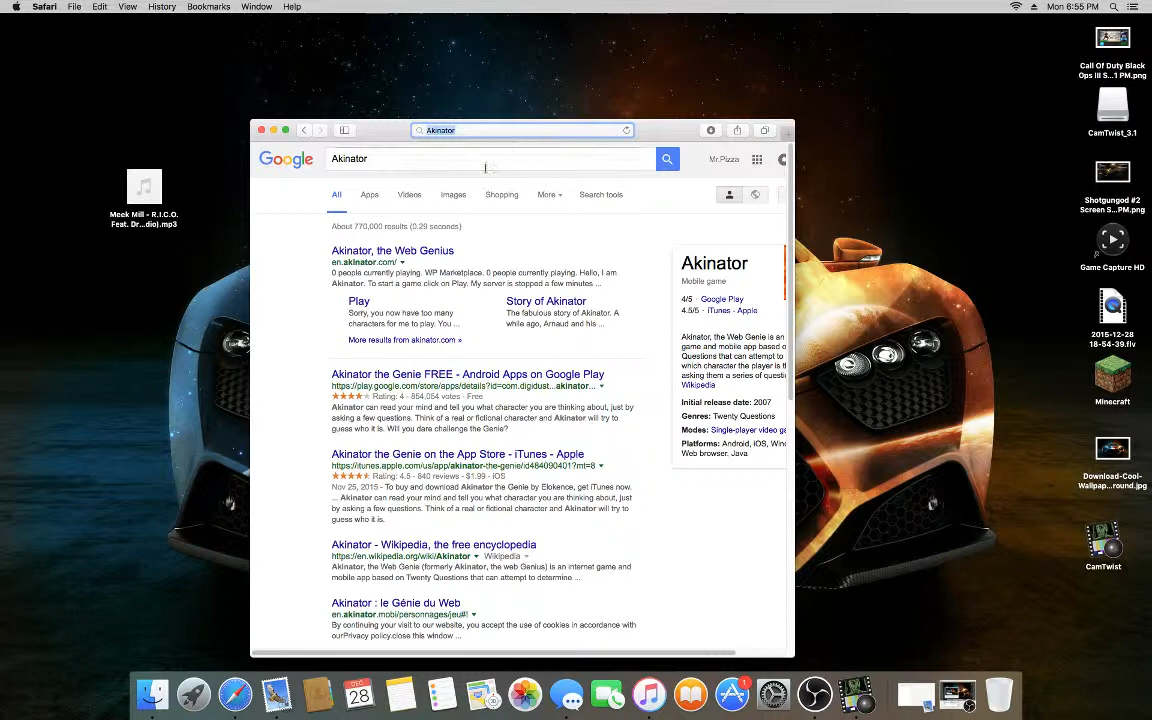 Safari File Edit View History Bookmarks Window Help
Mon 6:55 PM
Call Of Duty Black
Ops III S...1 PM.png
CamTwist_3.1
Shotgungod #2
Screen S...PM.png
Game Capture HD
2015-12-28
18-54-39.flv
Minecraft
Download-Cool-
Wallpap...round.jpg
CamTwist
Meek Mill - R.I.C.O.
Feat. Dr...dio).mp3
Akinator
Google Akinator Mr.Pizza
All Apps Videos Images Shopping More Search tools
About 770,000 results (0.29 seconds)
Akinator, the Web Genius
en.akinator.com/
0 people currently playing. WP Marketplace. 0 people currently playing. Hello, I am
Akinator. To start a game click on Play. My server is stopped a few minutes ...
Play
Sorry, you now have too many
characters for me to play. You ...
Story of Akinator
The fabulous story of Akinator. A
while ago, Arnaud and his ...
More results from akinator.com »
Akinator the Genie FREE - Android Apps on Google Play
https://play.google.com/store/apps/details?id=com.digidust...akinator...
Rating: 4 - 854,054 votes - Free
Akinator can read your mind and tell you what character you are thinking about, just by
asking a few questions. Think of a real or fictional character and Akinator will try to
guess who it is. Will you dare challenge the Genie?
Akinator the Genie on the App Store - iTunes - Apple
https://itunes.apple.com/us/app/akinator-the-genie/id484090401?mt=8
Rating: 4.5 - 840 reviews - $1.99 - iOS
Nov 25, 2015 - To buy and download Akinator the Genie by Elokence, get iTunes now.
... Akinator can read your mind and tell you what character you are thinking about, just
by asking a few questions. Think of a real or fictional character and Akinator will try to
guess who it is.
Akinator - Wikipedia, the free encyclopedia
https://en.wikipedia.org/wiki/Akinator Wikipedia
Akinator, the Web Genie (formerly Akinator, the web Genius) is an internet game and
mobile app based on Twenty Questions that can attempt to determine ...
Akinator : le Génie du Web
en.akinator.mobi/personnages/jeu#!
By continuing your visit to our website, you accept the use of cookies in accordance with
ourPrivacy policy.close this window ...
Akinator
Mobile game
4/5 · Google Play
4.5/5 · iTunes - Apple
Akinator, the Web Genie is an
game and mobile app based o
Questions that can attempt to
which character the player is th
asking them a series of questi
Wikipedia
Initial release date: 2007
Genres: Twenty Questions
Modes: Single-player video ga
Platforms: Android, iOS, Wind
Web browser, Java
DEC
28
1